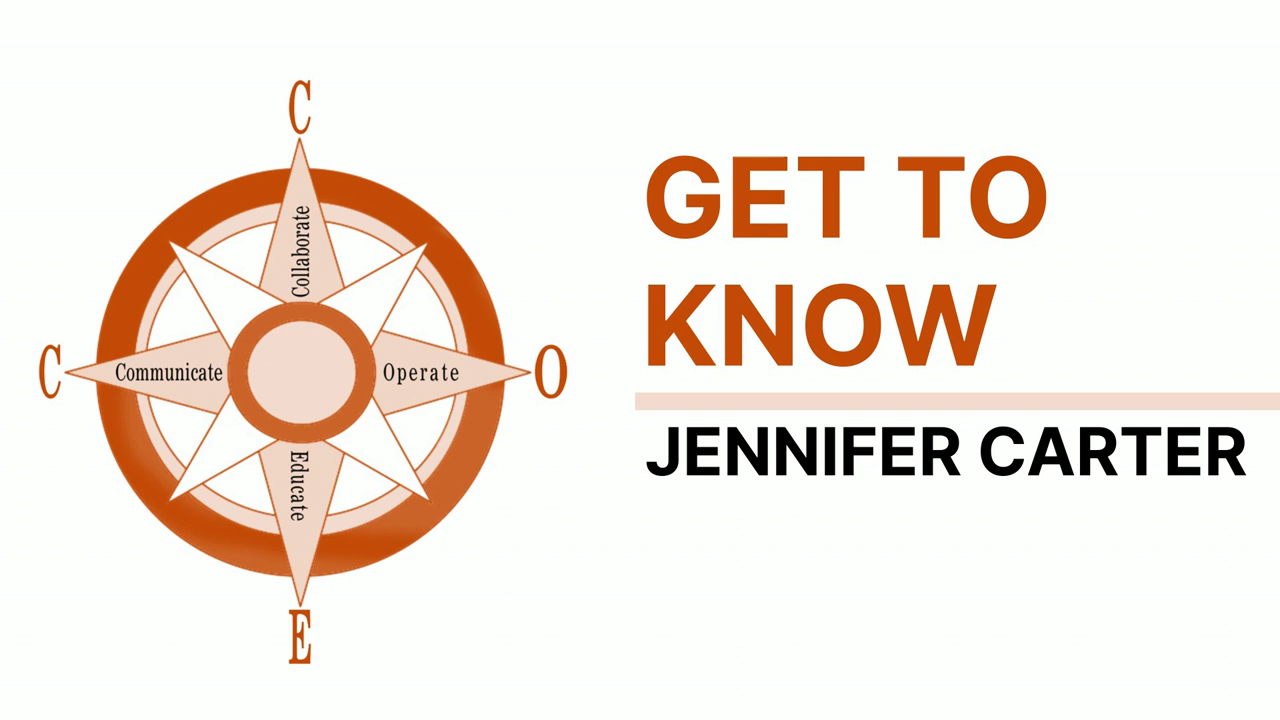 C
Collaborate
C
Communicate
Operate
O
Educate
E
GET TO
KNOW
JENNIFER CARTER